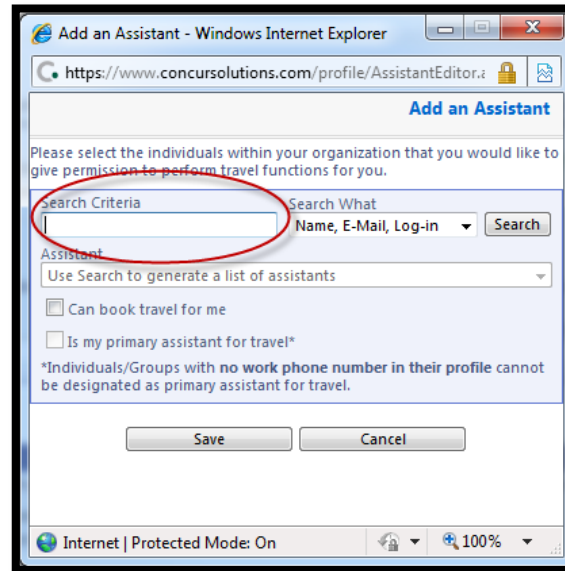 Add an Assistant - Windows Internet Explorer
https://www.concursolutions.com/profile/AssistantEditor.a
Add an Assistant
Please select the individuals within your organization that you would like to
give permission to perform travel functions for you.
Search Criteria
Search What
Name, E-Mail, Log-in
Search
Assistant
Use Search to generate a list of assistants
Can book travel for me
Is my primary assistant for travel*
*Individuals/Groups with no work phone number in their profile cannot
be designated as primary assistant for travel.
Save
Cancel
Internet | Protected Mode: On
100%